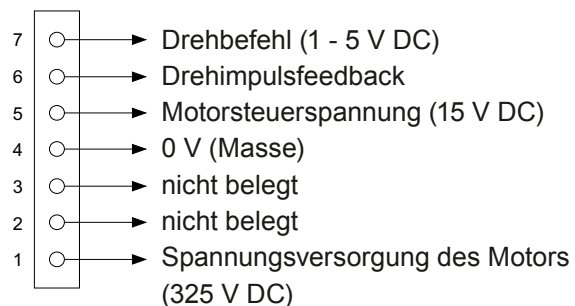 7 Drehbefehl (1 - 5 V DC)
6 Drehimpulsfeedback
5 Motorsteuerspannung (15 V DC)
4 0 V (Masse)
3 nicht belegt
2 nicht belegt
1 Spannungsversorgung des Motors
(325 V DC)